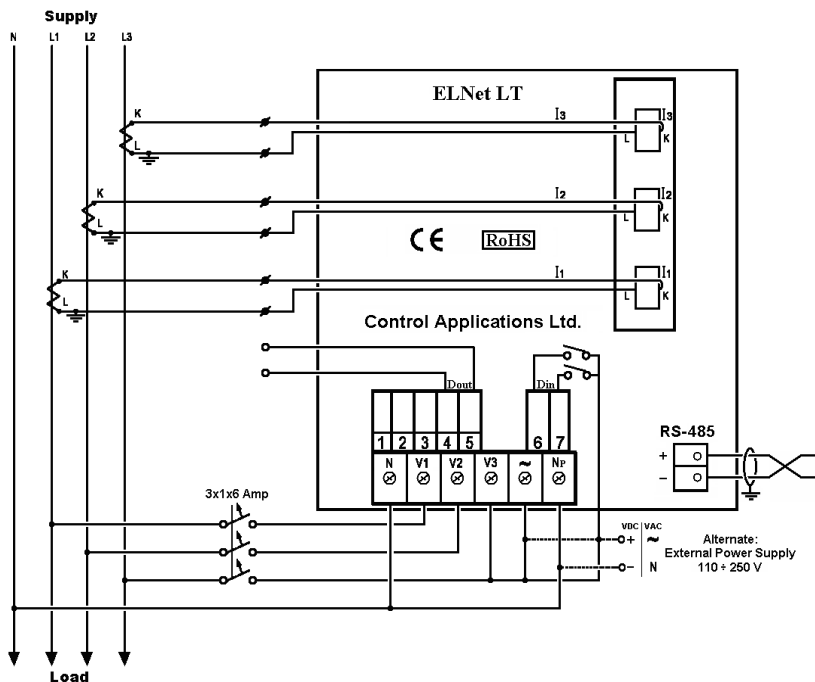 Supply
N L1 L2 L3
ELNet LT
K I3 I3
L L K
K I2 I2
L L K
CE RoHS
K I1 I1
L L K
Control Applications Ltd.
Dout Din
1 2 3 4 5 6 7
N V1 V2 V3 ~ NP
RS-485
+
−
3x1x6 Amp
VDC VAC
+ ~
− N
Alternate:
External Power Supply
110 ÷ 250 V
Load